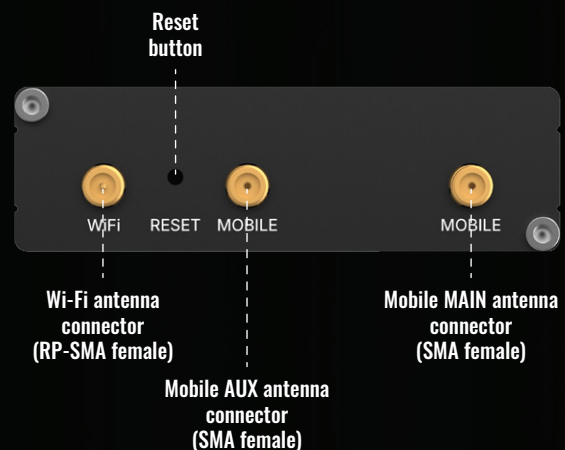 Reset
button
WiFi
RESET
MOBILE
MOBILE
Wi-Fi antenna
connector
(RP-SMA female)
Mobile MAIN antenna
connector
(SMA female)
Mobile AUX antenna
connector
(SMA female)